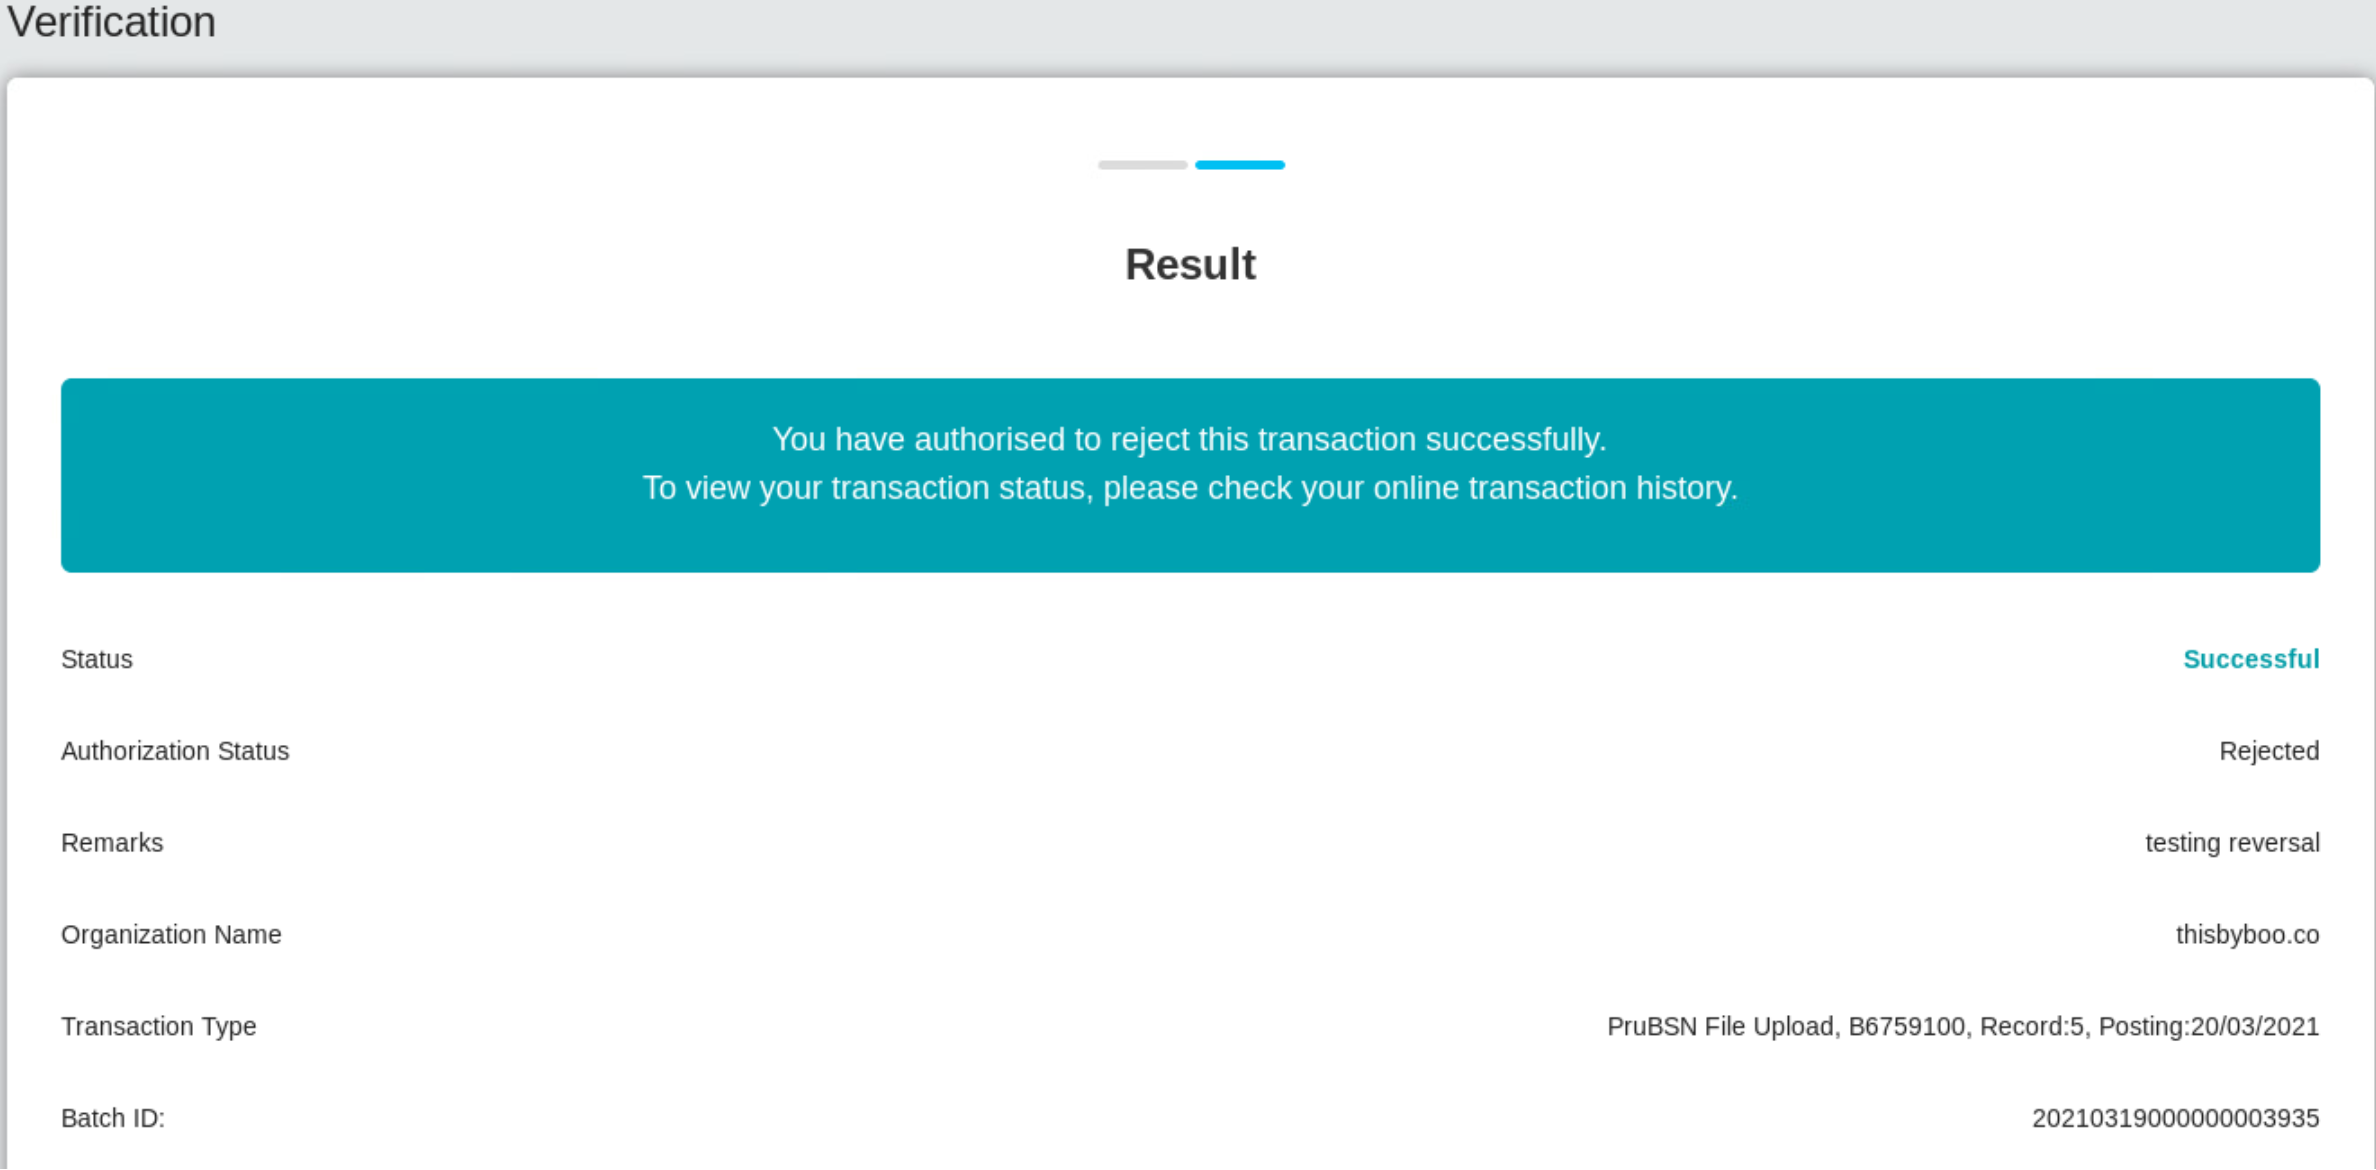 Verification
Result
You have authorised to reject this transaction successfully.
To view your transaction status, please check your online transaction history.
Status Successful
Authorization Status Rejected
Remarks testing reversal
Organization Name thisbyboo.co
Transaction Type PruBSN File Upload, B6759100, Record:5, Posting:20/03/2021
Batch ID: 20210319000000003935